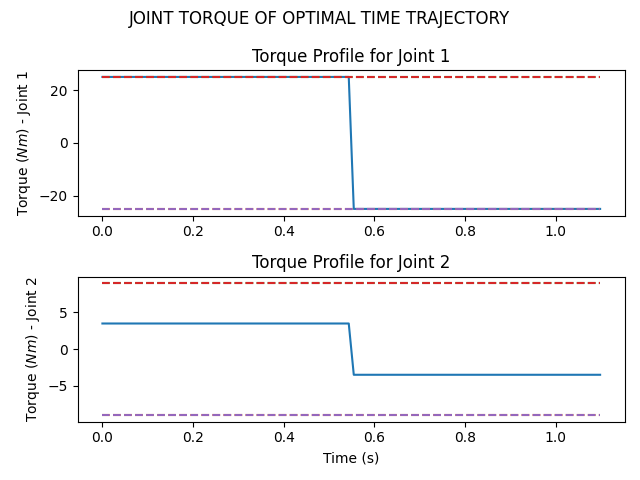 JOINT TORQUE OF OPTIMAL TIME TRAJECTORY
Torque Profile for Joint 1
Torque (Nm) - Joint 1
20
0
−20
0.0 0.2 0.4 0.6 0.8 1.0
Torque Profile for Joint 2
Torque (Nm) - Joint 2
5
0
−5
0.0 0.2 0.4 0.6 0.8 1.0
Time (s)